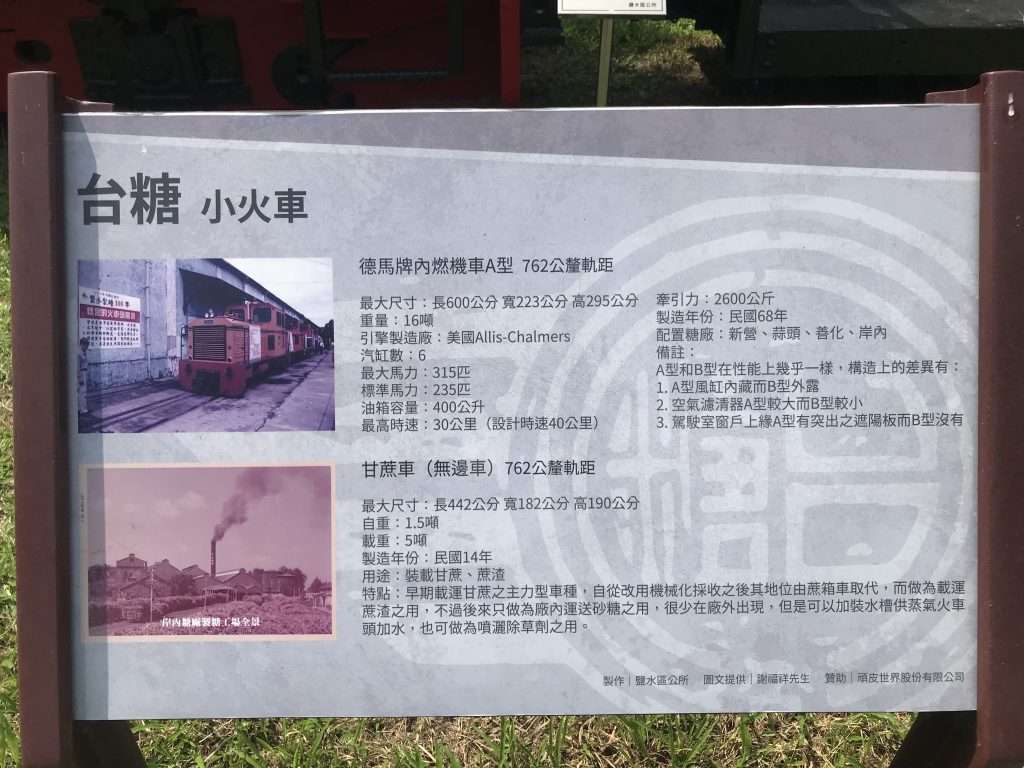 鹽水區公所
台糖 小火車
德馬牌內燃機車A型 762公釐軌距
最大尺寸：長600公分 寬223公分 高295公分
重量：16噸
引擎製造廠：美國Allis-Chalmers
汽缸數：6
最大馬力：315匹
標準馬力：235匹
油箱容量：400公升
最高時速：30公里（設計時速40公里）
牽引力：2600公斤
製造年份：民國68年
配置糖廠：新營、蒜頭、善化、岸內
備註：
A型和B型在性能上幾乎一樣，構造上的差異有：
1. A型風缸內藏而B型外露
2. 空氣濾清器A型較大而B型較小
3. 駕駛室窗戶上緣A型有突出之遮陽板而B型沒有
甘蔗車（無邊車）762公釐軌距
最大尺寸：長442公分 寬182公分 高190公分
自重：1.5噸
載重：5噸
製造年份：民國14年
用途：裝載甘蔗、蔗渣
特點：早期載運甘蔗之主力型車種，自從改用機械化採收之後其地位由蔗箱車取代，而做為載運
蔗渣之用，不過後來只做為廠內運送砂糖之用，很少在廠外出現，但是可以加裝水槽供蒸氣火車
頭加水，也可做為噴灑除草劑之用。
岸內糖廠製糖工場全景
製作｜鹽水區公所 圖文提供｜謝福祥先生 贊助｜頑皮世界股份有限公司